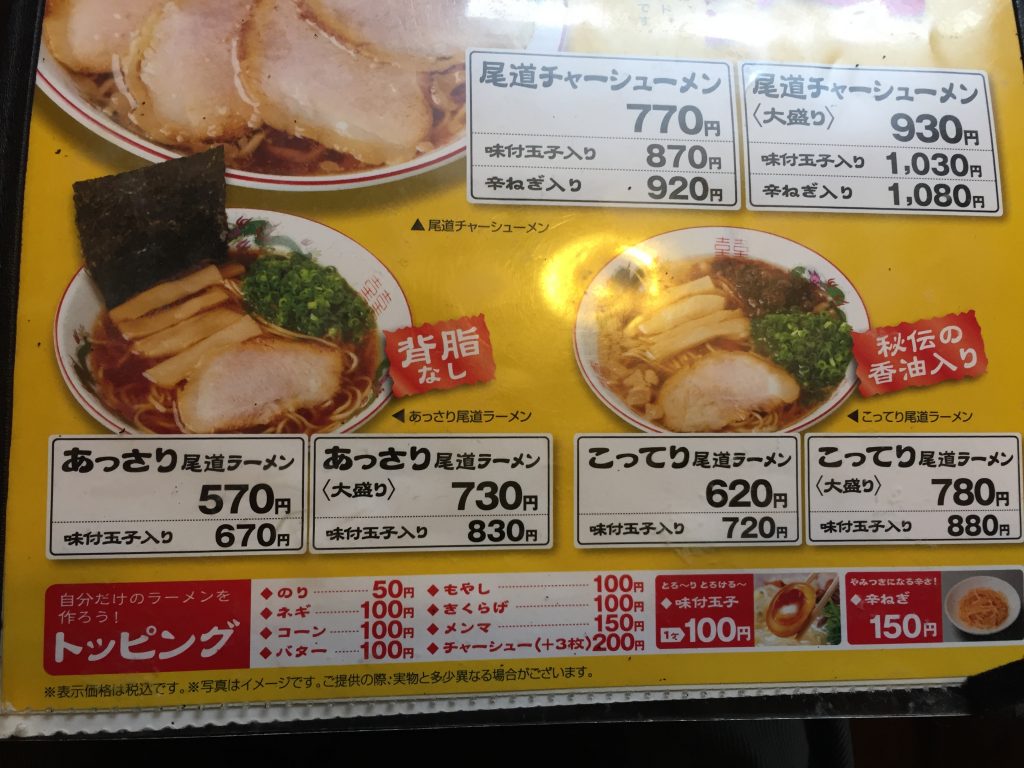 です
尾道チャーシューメン
770円
味付玉子入り 870円
辛ねぎ入り 920円
尾道チャーシューメン
〈大盛り〉 930円
味付玉子入り 1,030円
辛ねぎ入り 1,080円
▲尾道チャーシューメン
背脂
なし
◀あっさり尾道ラーメン
秘伝の
香油入り
◀こってり尾道ラーメン
あっさり尾道ラーメン
570円
味付玉子入り 670円
あっさり尾道ラーメン
〈大盛り〉 730円
味付玉子入り 830円
こってり尾道ラーメン
620円
味付玉子入り 720円
こってり尾道ラーメン
〈大盛り〉 780円
味付玉子入り 880円
自分だけのラーメンを
作ろう!
トッピング
◆のり 50円
◆ネギ 100円
◆コーン 100円
◆バター 100円
◆もやし 100円
◆きくらげ 100円
◆メンマ 150円
◆チャーシュー(+3枚) 200円
とろ〜りとろける〜
◆味付玉子
1ケ100円
やみつきになる辛さ!
◆辛ねぎ
150円
※表示価格は税込です。※写真はイメージです。ご提供の際、実物と多少異なる場合がございます。